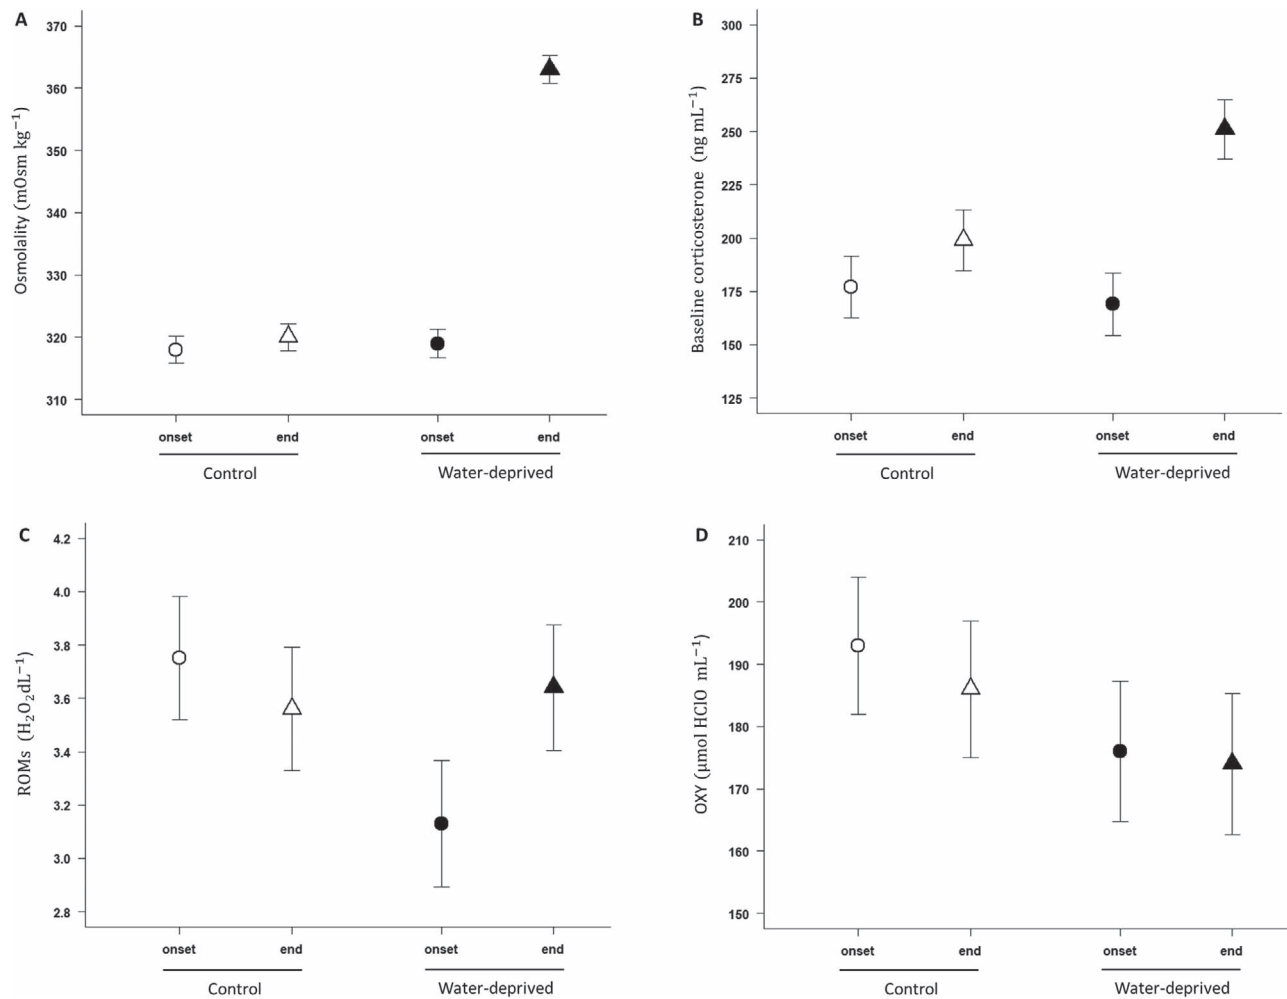 A
370
360
350
340
330
320
310
Osmolality (mOsm kg⁻¹)
onset end onset end
Control Water-deprived
B
300
275
250
225
200
175
150
125
Baseline corticosterone (ng mL⁻¹)
onset end onset end
Control Water-deprived
C
4.2
4.0
3.8
3.6
3.4
3.2
3.0
2.8
ROMs (H₂O₂dL⁻¹)
onset end onset end
Control Water-deprived
D
210
200
190
180
170
160
150
OXY (μmol HClO mL⁻¹)
onset end onset end
Control Water-deprived